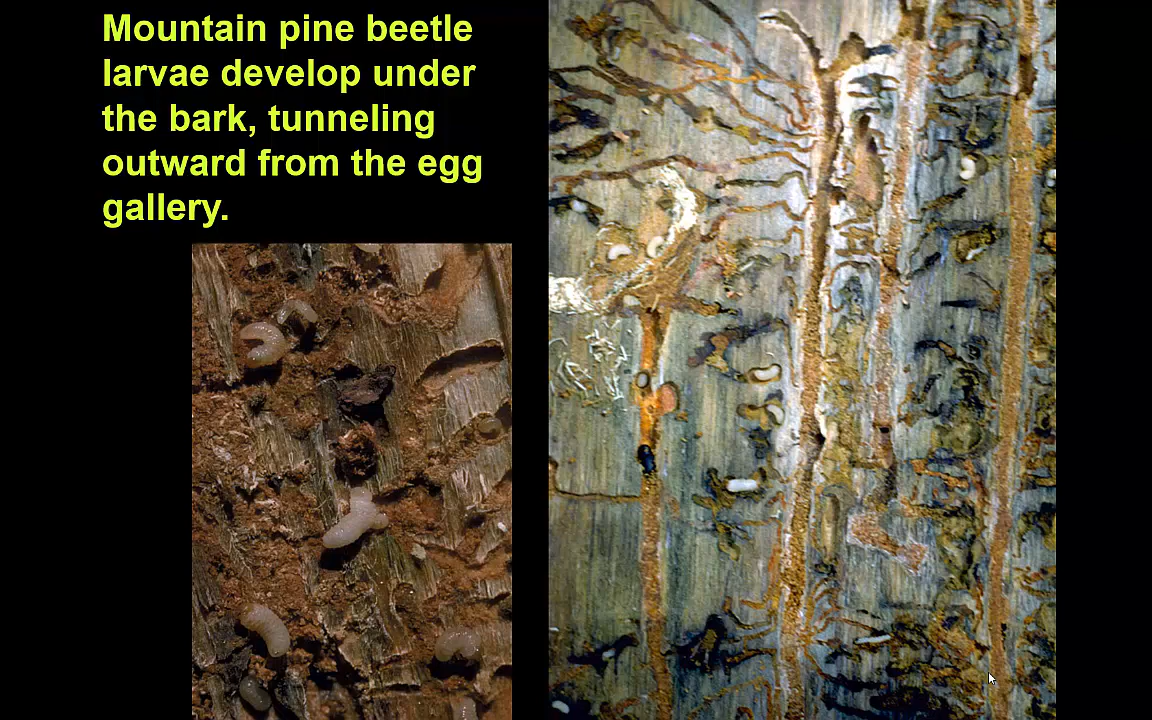 Mountain pine beetle
larvae develop under
the bark, tunneling
outward from the egg
gallery.